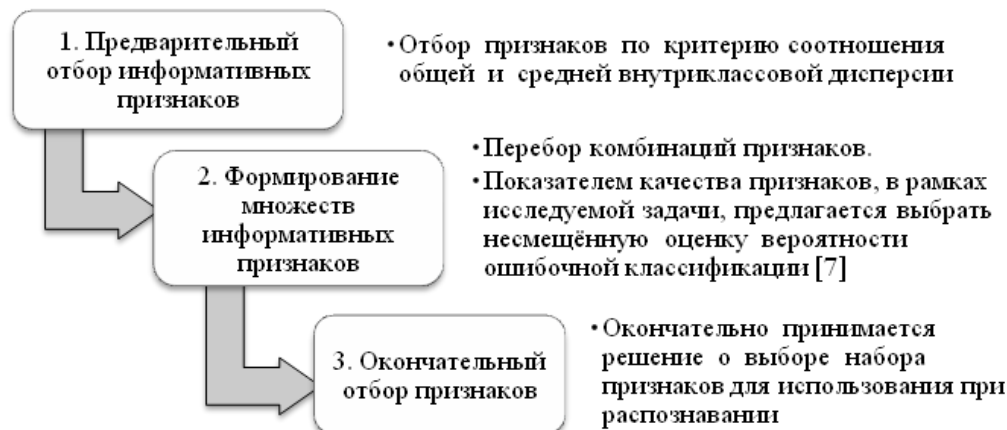 1. Предварительный
отбор информативных
признаков
• Отбор признаков по критерию соотношения
общей и средней внутриклассовой дисперсии
2. Формирование
множеств
информативных
признаков
• Перебор комбинаций признаков.
• Показателем качества признаков, в рамках
исследуемой задачи, предлагается выбрать
несмещённую оценку вероятности
ошибочной классификации [7]
3. Окончательный
отбор признаков
• Окончательно принимается
решение о выборе набора
признаков для использования при
распознавании